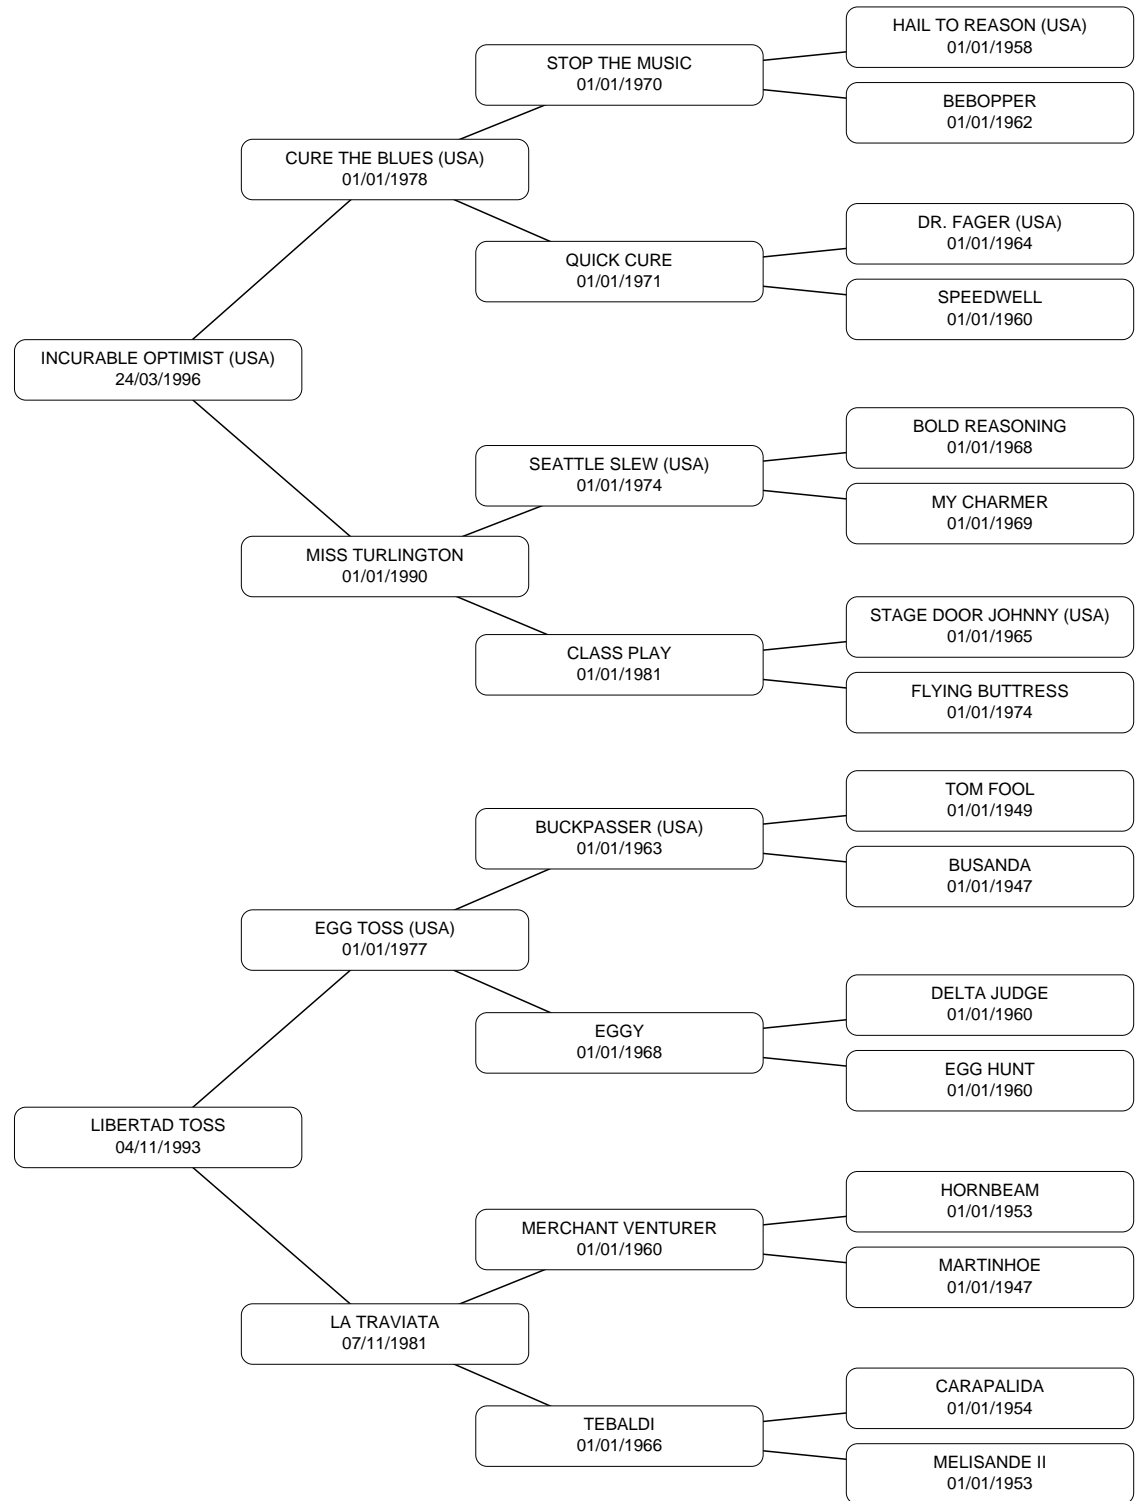 HAIL TO REASON (USA)
01/01/1958
STOP THE MUSIC
01/01/1970
BEBOPPER
01/01/1962
CURE THE BLUES (USA)
01/01/1978
DR. FAGER (USA)
01/01/1964
QUICK CURE
01/01/1971
SPEEDWELL
01/01/1960
INCURABLE OPTIMIST (USA)
24/03/1996
BOLD REASONING
01/01/1968
SEATTLE SLEW (USA)
01/01/1974
MY CHARMER
01/01/1969
MISS TURLINGTON
01/01/1990
STAGE DOOR JOHNNY (USA)
01/01/1965
CLASS PLAY
01/01/1981
FLYING BUTTRESS
01/01/1974
TOM FOOL
01/01/1949
BUCKPASSER (USA)
01/01/1963
BUSANDA
01/01/1947
EGG TOSS (USA)
01/01/1977
DELTA JUDGE
01/01/1960
EGGY
01/01/1968
EGG HUNT
01/01/1960
LIBERTAD TOSS
04/11/1993
HORNBEAM
01/01/1953
MERCHANT VENTURER
01/01/1960
MARTINHOE
01/01/1947
LA TRAVIATA
07/11/1981
CARAPALIDA
01/01/1954
TEBALDI
01/01/1966
MELISANDE II
01/01/1953